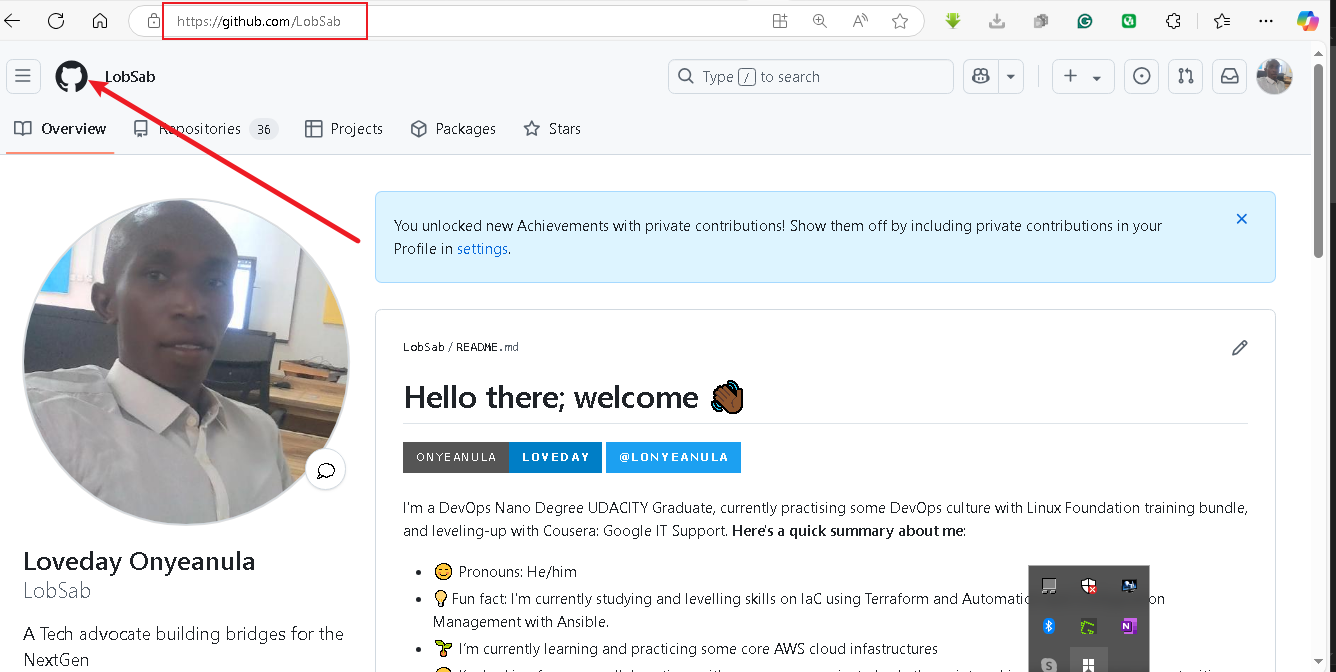 https://github.com/LobSab
LobSab
Type / to search
Overview
Repositories 36
Projects
Packages
Stars
You unlocked new Achievements with private contributions! Show them off by including private contributions in your
Profile in settings.
LobSab / README.md
Hello there; welcome 👋🏾
ONYEANULA LOVEDAY @LONYEANULA
I'm a DevOps Nano Degree UDACITY Graduate, currently practising some DevOps culture with Linux Foundation training bundle,
and leveling-up with Cousera: Google IT Support. Here's a quick summary about me:
😊 Pronouns: He/him
💡 Fun fact: I'm currently studying and levelling skills on IaC using Terraform and Automatio on
Management with Ansible.
🌱 I'm currently learning and practicing some core AWS cloud infastructures
Loveday Onyeanula
LobSab
A Tech advocate building bridges for the
NextGen